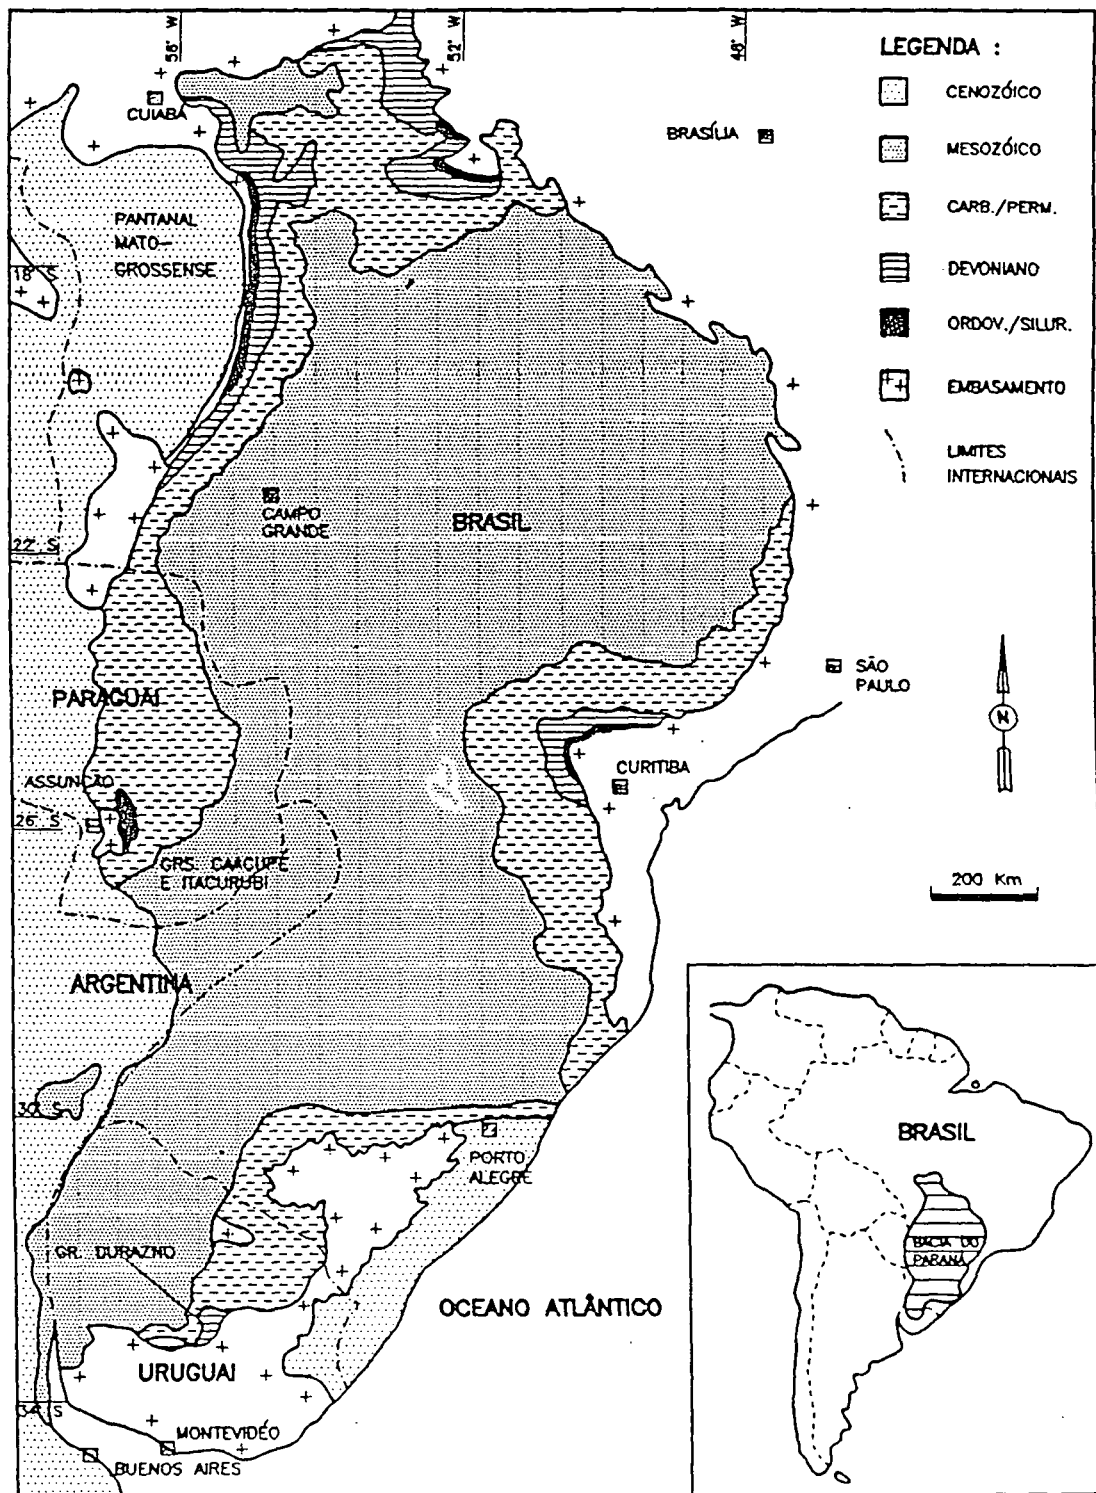 56° W
52° W
48° W
LEGENDA :
CENOZÓICO
MESOZÓICO
CARB./PERM.
DEVONIANO
ORDOV./SILUR.
EMBASAMENTO
LIMITES
INTERNACIONAIS
CUIABÁ
BRASÍLIA
PANTANAL
MATO-
GROSSENSE
18° S
CAMPO
GRANDE
BRASIL
22° S
SÃO
PAULO
PARAGUAI
N
CURITIBA
ASSUNÇÃO
26° S
GRS. CAACUPÉ
E ITACURUBI
200 Km
ARGENTINA
30° S
PORTO
ALEGRE
BRASIL
BACIA DO
PARANÁ
GR. DURAZNO
OCEANO ATLÂNTICO
URUGUAI
34° S
MONTEVIDÉO
BUENOS AIRES